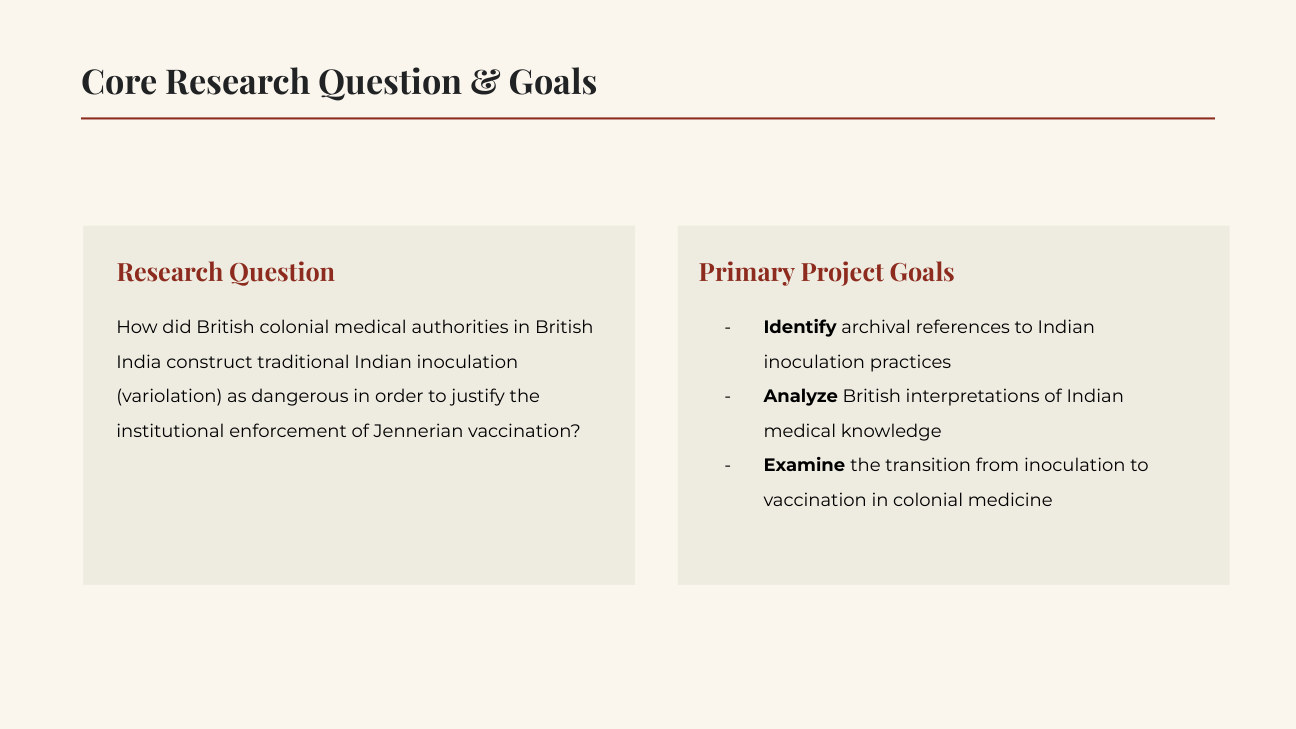 Core Research Question & Goals
Research Question
How did British colonial medical authorities in British
India construct traditional Indian inoculation
(variolation) as dangerous in order to justify the
institutional enforcement of Jennerian vaccination?
Primary Project Goals
- Identify archival references to Indian
inoculation practices
- Analyze British interpretations of Indian
medical knowledge
- Examine the transition from inoculation to
vaccination in colonial medicine